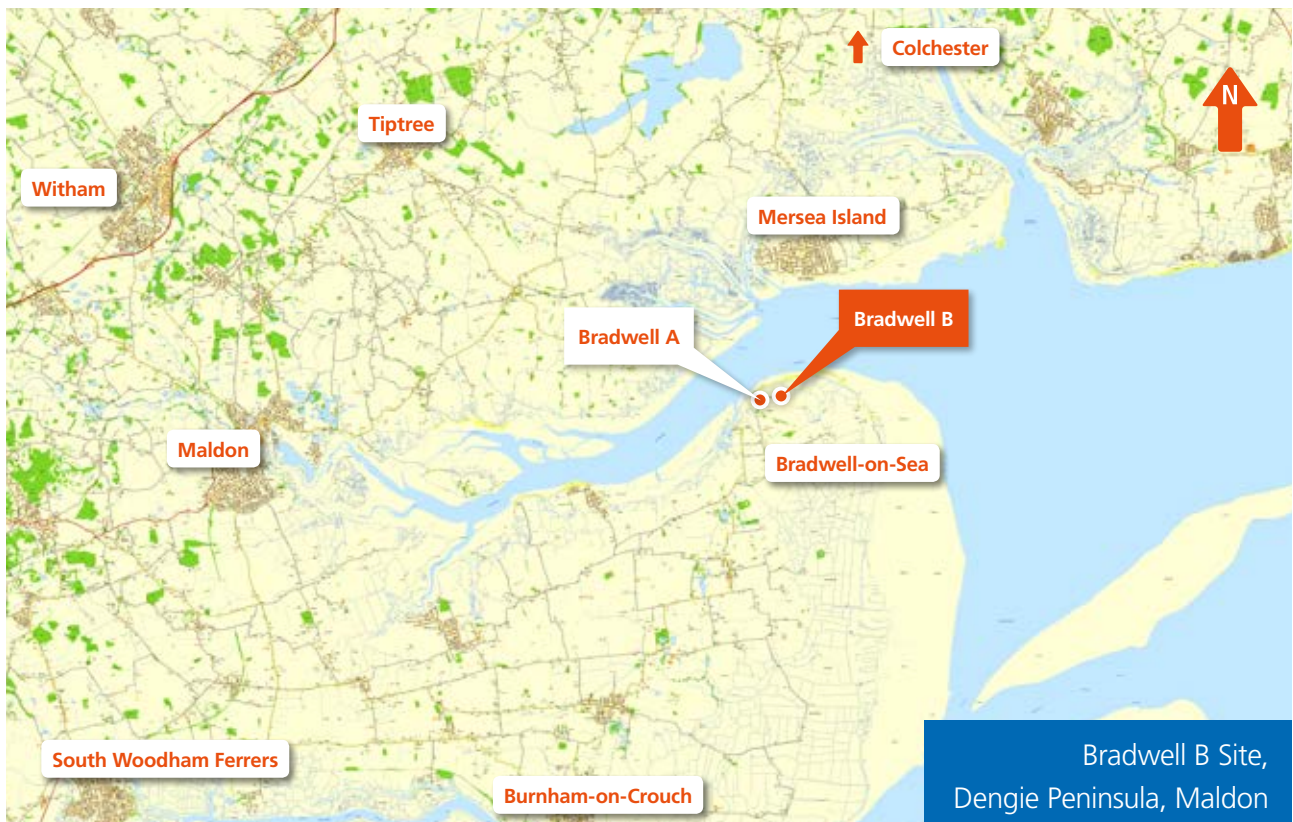 Colchester
N
Tiptree
Witham
Mersea Island
Bradwell B
Bradwell A
Maldon
Bradwell-on-Sea
South Woodham Ferrers
Burnham-on-Crouch
Bradwell B Site,
Dengie Peninsula, Maldon